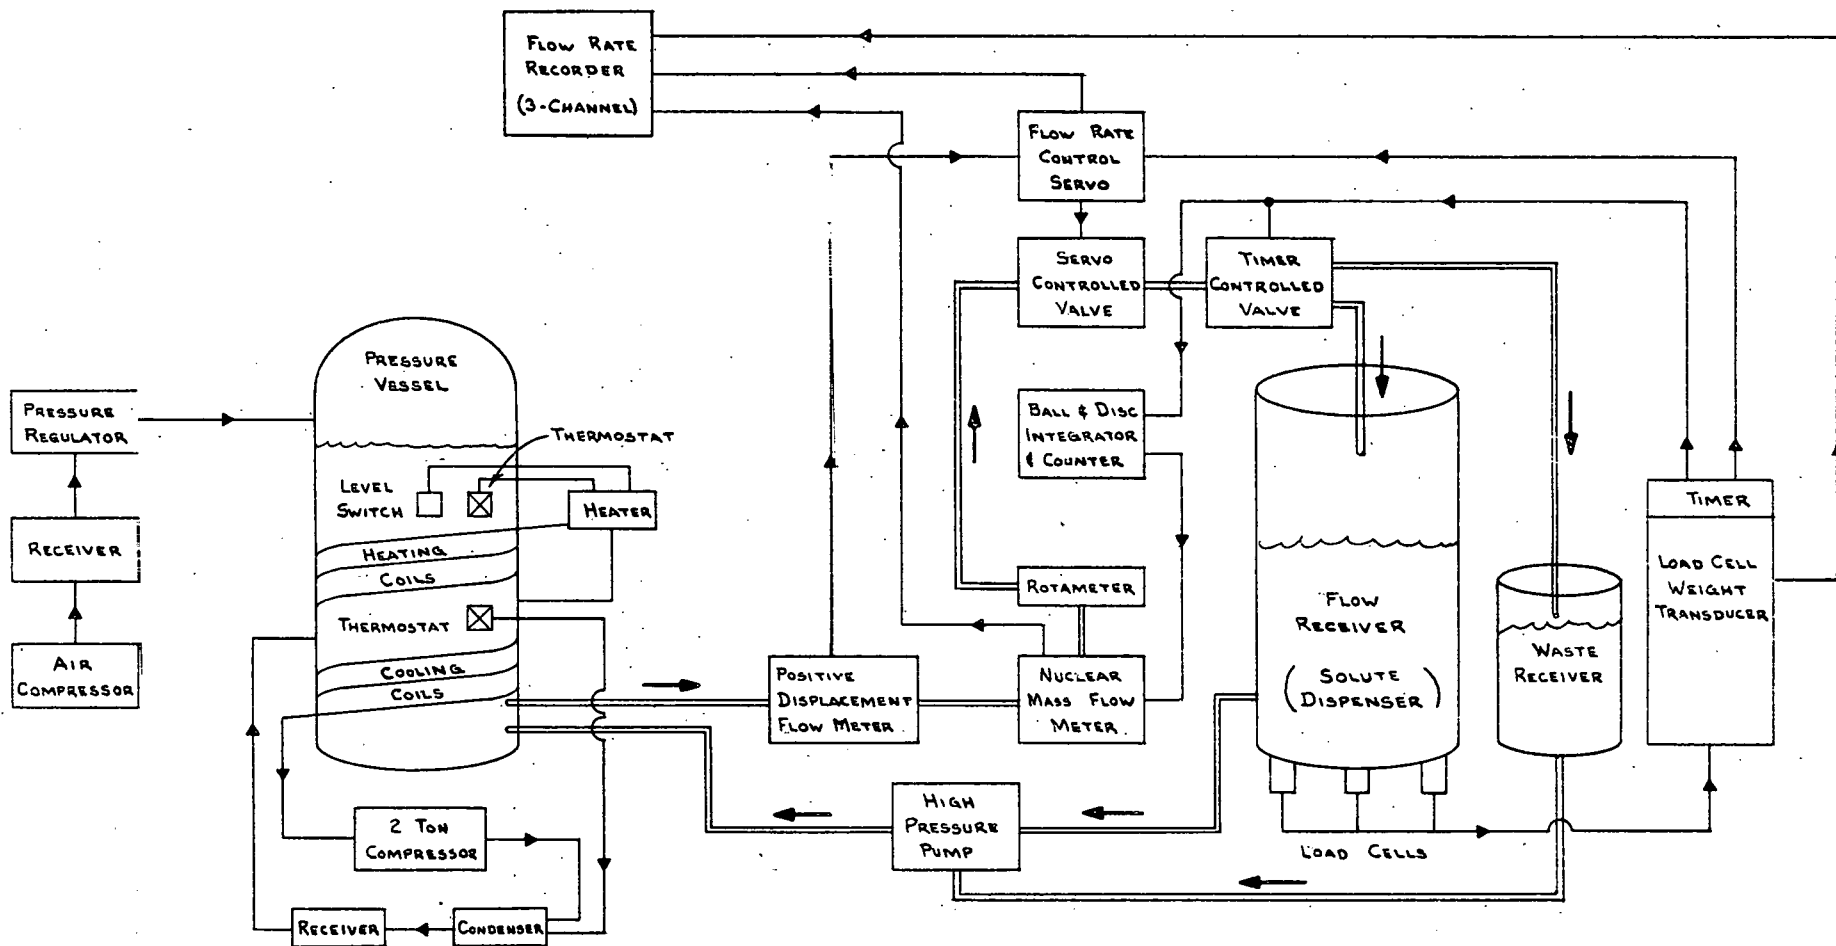 FLOW RATE
RECORDER
(3-CHANNEL)
FLOW RATE
CONTROL
SERVO
SERVO
CONTROLLED
VALVE
TIMER
CONTROLLED
VALVE
PRESSURE
VESSEL
PRESSURE
REGULATOR
THERMOSTAT
LEVEL
SWITCH
HEATER
BALL & DISC
INTEGRATOR
& COUNTER
TIMER
RECEIVER
HEATING
COILS
LOAD CELL
WEIGHT
TRANSDUCER
ROTAMETER
FLOW
RECEIVER
(SOLUTE
DISPENSER)
THERMOSTAT
WASTE
RECEIVER
AIR
COMPRESSOR
COOLING
COILS
POSITIVE
DISPLACEMENT
FLOW METER
NUCLEAR
MASS FLOW
METER
HIGH
PRESSURE
PUMP
2 TON
COMPRESSOR
LOAD CELLS
RECEIVER
CONDENSER